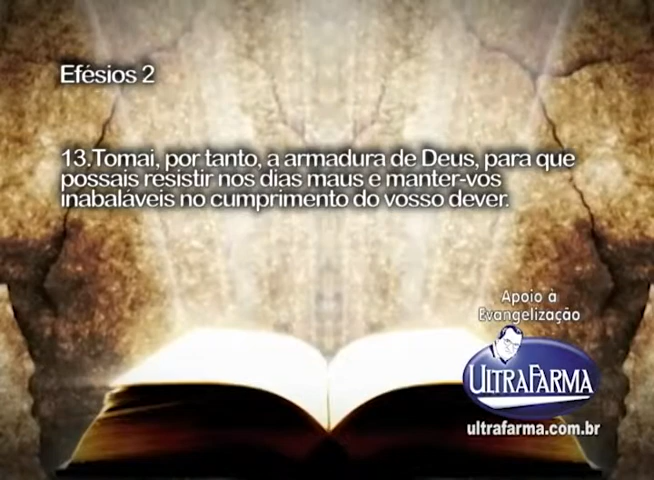 Efésios 2
13.Tomai, por tanto, a armadura de Deus, para que
possais resistir nos dias maus e manter-vos
inabaláveis no cumprimento do vosso dever.
Apoio à
Evangelização
ULTRAFARMA
ultrafarma.com.br